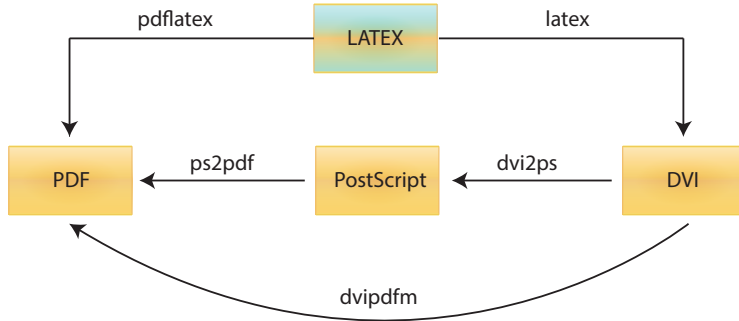 pdflatex
LATEX
latex
PDF
ps2pdf
PostScript
dvi2ps
DVI
dvipdfm